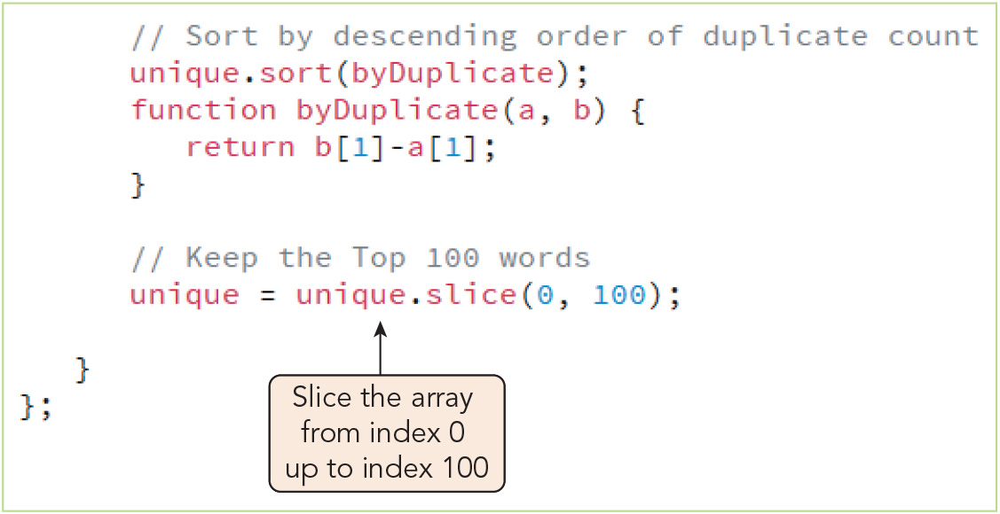 // Sort by descending order of duplicate count
unique.sort(byDuplicate);
function byDuplicate(a, b) {
return b[1]-a[1];
}
// Keep the Top 100 words
unique = unique.slice(0, 100);
}
};
Slice the array
from index 0
up to index 100